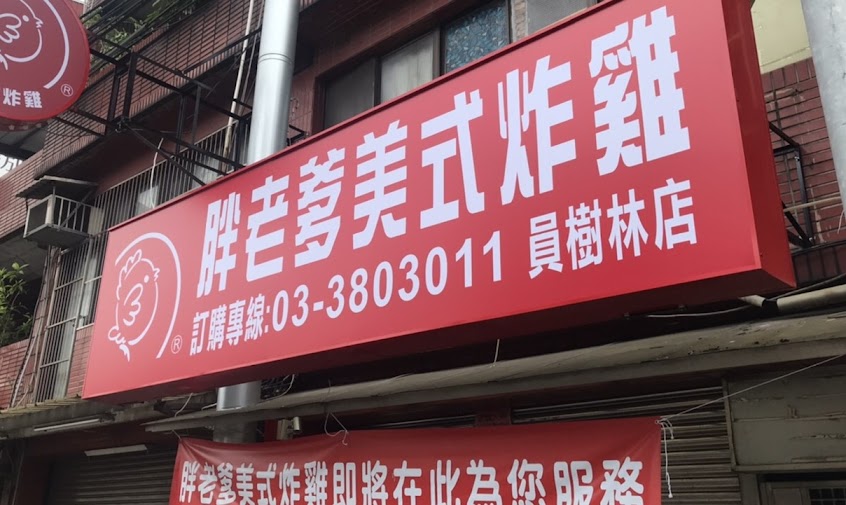 炸雞®
胖老爹美式炸雞
訂購專線:03-3803011 員樹林店
®
胖老爹美式炸雞即將在此為您服務